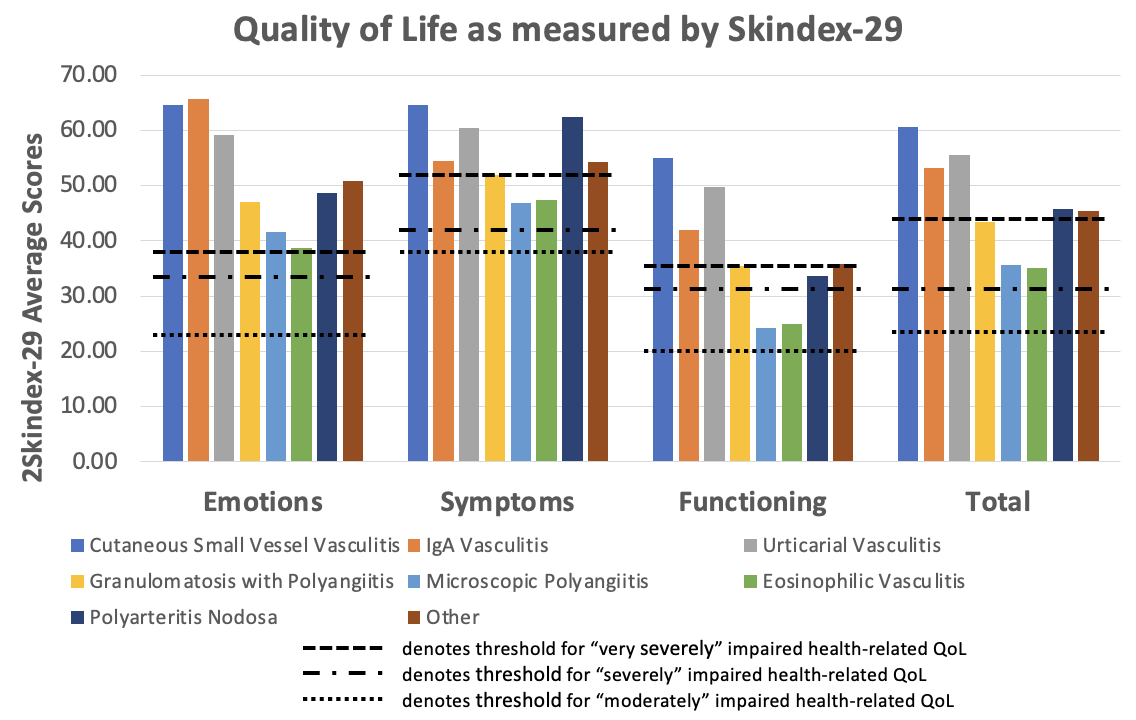 Quality of Life as measured by Skindex-29
2Skindex-29 Average Scores
70.00
60.00
50.00
40.00
30.00
20.00
10.00
0.00
Emotions Symptoms Functioning Total
Cutaneous Small Vessel Vasculitis IgA Vasculitis Urticarial Vasculitis
Granulomatosis with Polyangiitis Microscopic Polyangiitis Eosinophilic Vasculitis
Polyarteritis Nodosa Other
denotes threshold for “very severely” impaired health-related QoL
denotes threshold for “severely” impaired health-related QoL
denotes threshold for “moderately” impaired health-related QoL